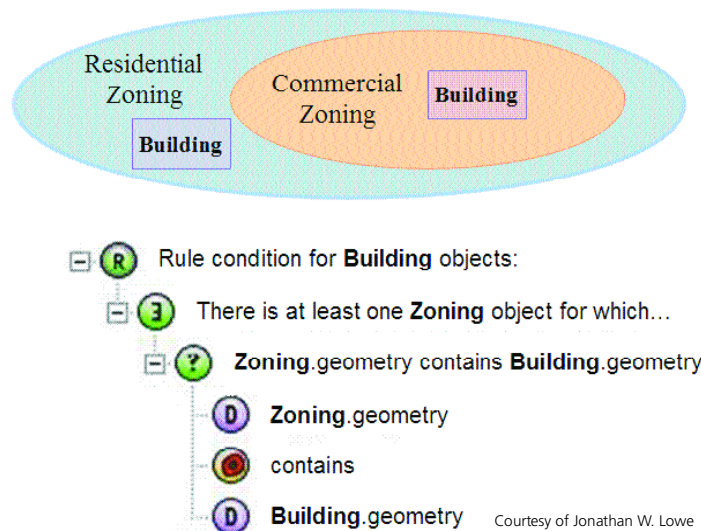 Residential
Zoning
Commercial
Zoning
Building
Building
R Rule condition for Building objects:
∃ There is at least one Zoning object for which...
? Zoning.geometry contains Building.geometry
D Zoning.geometry
contains
D Building.geometry
Courtesy of Jonathan W. Lowe